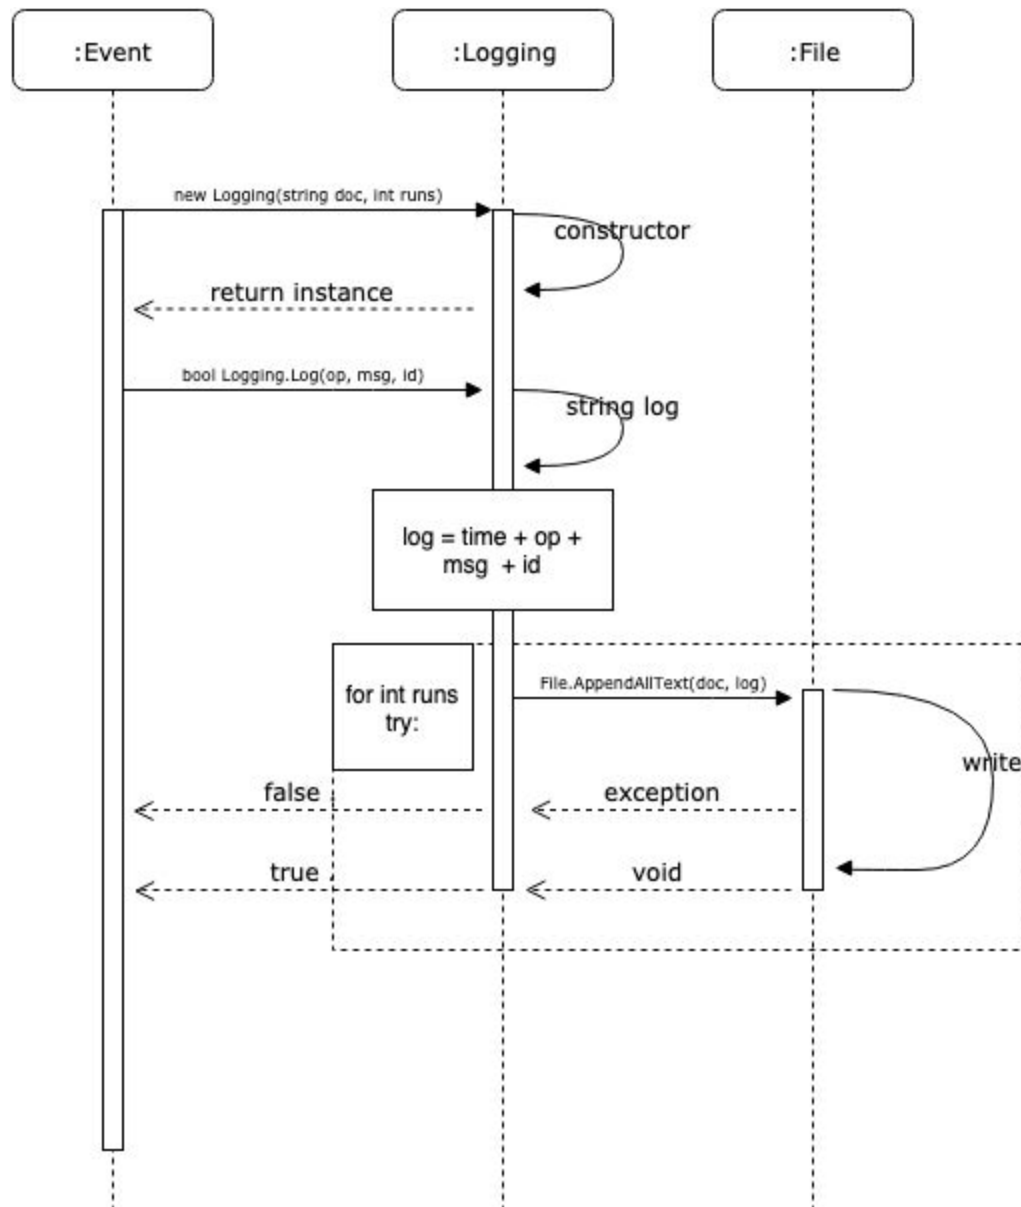 :Event
:Logging
:File
new Logging(string doc, int runs)
constructor
return instance
bool Logging.Log(op, msg, id)
string log
log = time + op +
msg + id
for int runs
try:
File.AppendAllText(doc, log)
write
false
exception
true
void